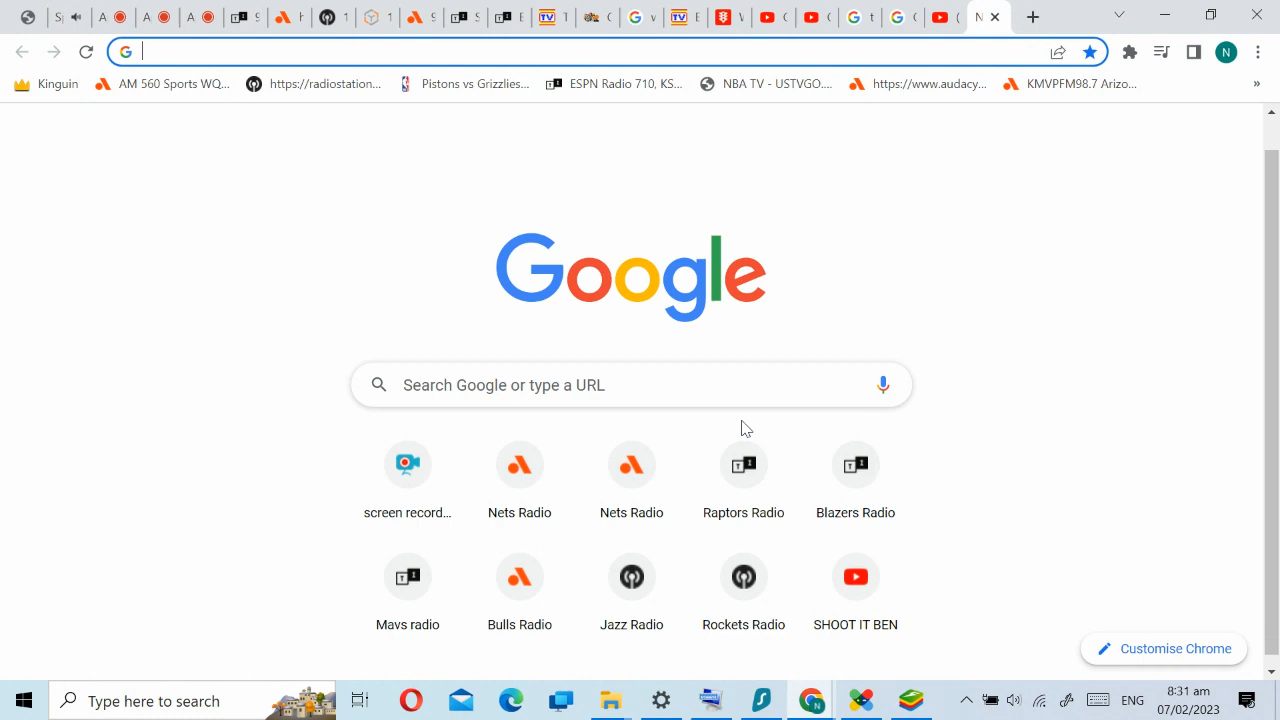 Kinguin AM 560 Sports WQ... https://radiostation... Pistons vs Grizzlies... ESPN Radio 710, KS... NBA TV - USTVGO.... https://www.audacy... KMVPFM98.7 Arizo... »
Google
Search Google or type a URL
screen record... Nets Radio Nets Radio Raptors Radio Blazers Radio
Mavs radio Bulls Radio Jazz Radio Rockets Radio SHOOT IT BEN
Customise Chrome
Type here to search
ENG
8:31 am
07/02/2023